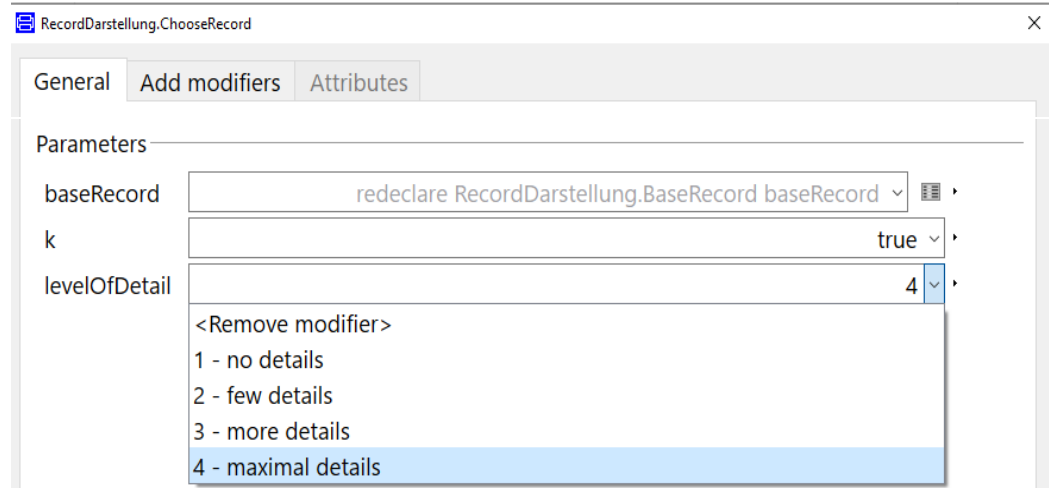 RecordDarstellung.ChooseRecord
General Add modifiers Attributes
Parameters
baseRecord redeclare RecordDarstellung.BaseRecord baseRecord
k true
levelOfDetail 4
<Remove modifier>
1 - no details
2 - few details
3 - more details
4 - maximal details